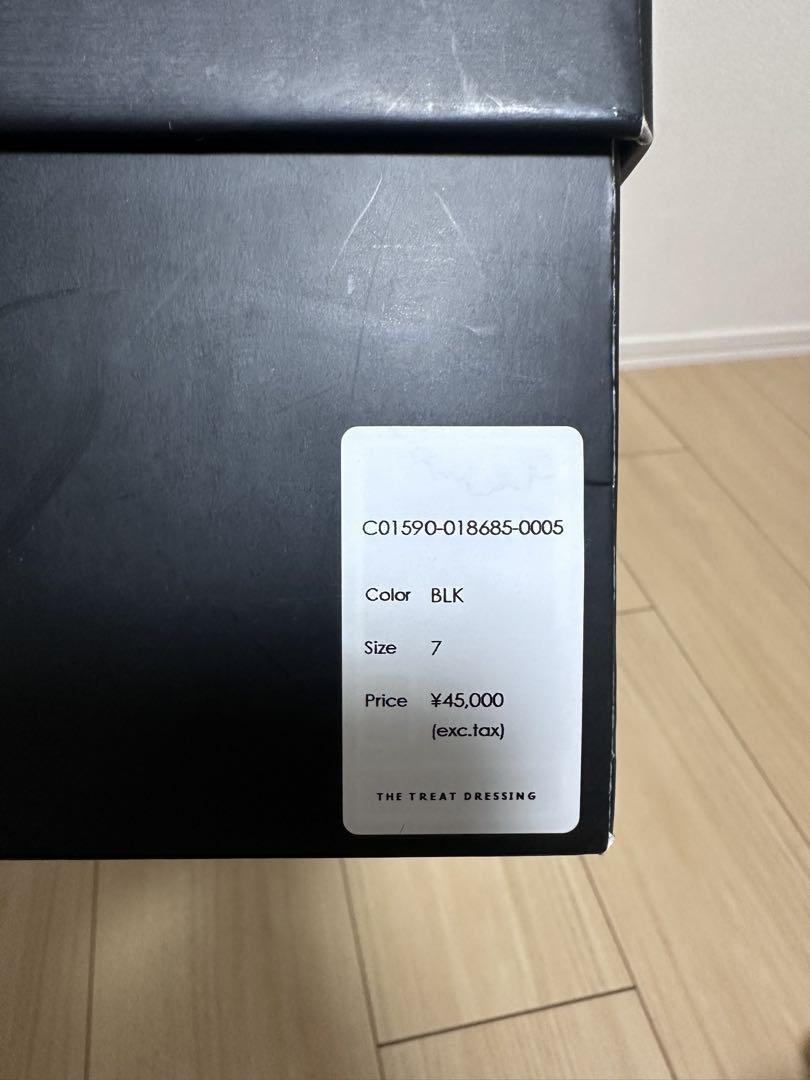 C01590-018685-0005
Color BLK
Size 7
Price ¥45,000
(exc.tax)
THE TREAT DRESSING